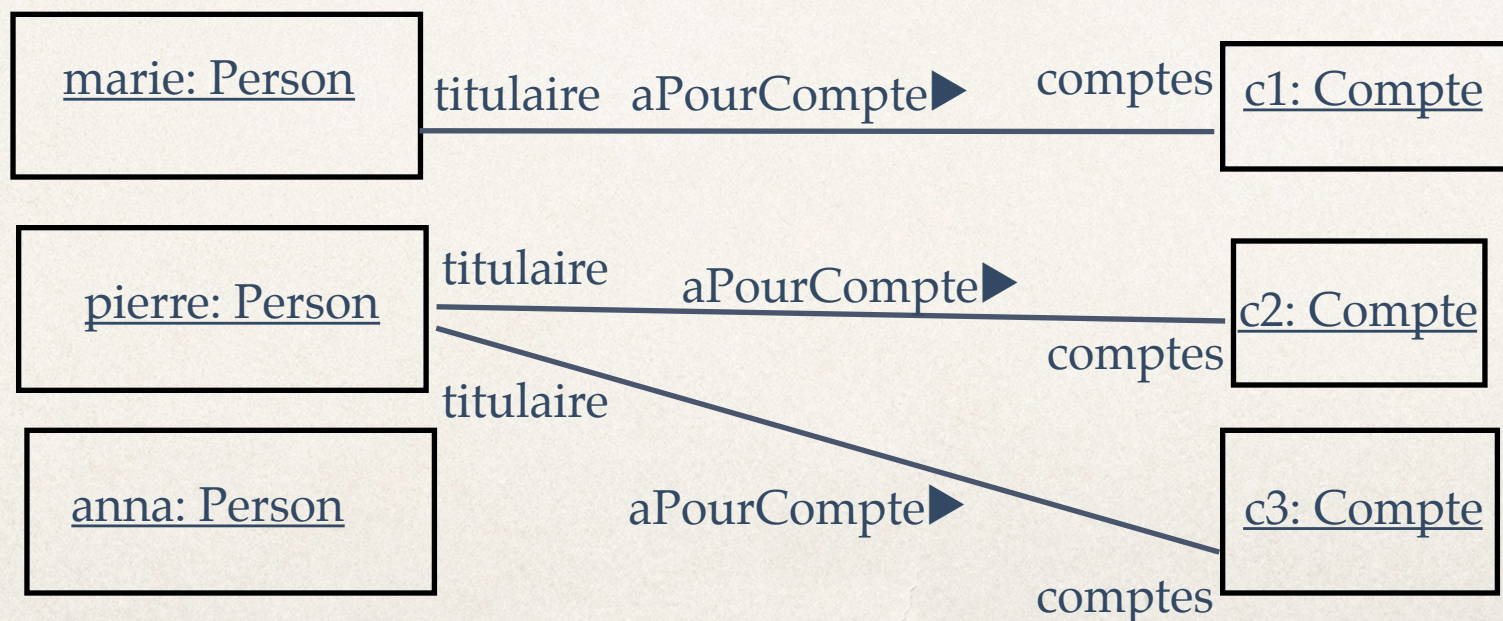 marie: Person
titulaire aPourCompte▶ comptes
c1: Compte
pierre: Person
titulaire
aPourCompte▶
c2: Compte
comptes
titulaire
anna: Person
aPourCompte▶
c3: Compte
comptes